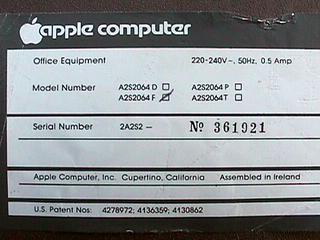 apple computer
Office Equipment 220-240V~, 50Hz, 0.5 Amp
Model Number A2S2064 D A2S2064 P
A2S2064 F A2S2064 T
Serial Number 2A2S2 – № 361921
Apple Computer, Inc. Cupertino, California Assembled in Ireland
U.S. Patent Nos: 4278972; 4136359; 4130862